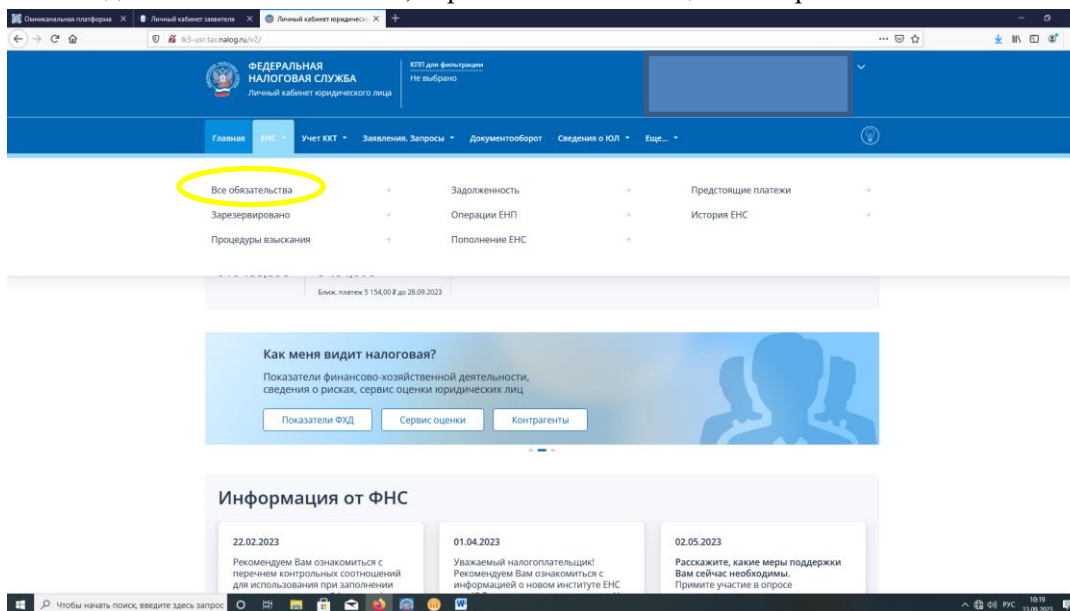 Омниканальная платформа
Личный кабинет заявителя
Личный кабинет юридическо
lk3-usr.tax.nalog.ru/v2/
ФЕДЕРАЛЬНАЯ
НАЛОГОВАЯ СЛУЖБА
Личный кабинет юридического лица
КПП для фильтрации
Не выбрано
Главная ЕНС Учет ККТ Заявления. Запросы Документооборот Сведения о ЮЛ Еще...
Все обязательства Задолженность Предстоящие платежи
Зарезервировано Операции ЕНП История ЕНС
Процедуры взыскания Пополнение ЕНС
Ближ. платеж 5 154,00 ₽ до 28.09.2023
Как меня видит налоговая?
Показатели финансово-хозяйственной деятельности,
сведения о рисках, сервис оценки юридических лиц
Показатели ФХД Сервис оценки Контрагенты
Информация от ФНС
22.02.2023
Рекомендуем Вам ознакомиться с
перечнем контрольных соотношений
для использования при заполнении
01.04.2023
Уважаемый налогоплательщик!
Рекомендуем Вам ознакомиться с
информацией о новом институте ЕНС
02.05.2023
Расскажите, какие меры поддержки
Вам сейчас необходимы.
Примите участие в опросе
Чтобы начать поиск, введите здесь запрос
РУС
10:19
13.09.2023